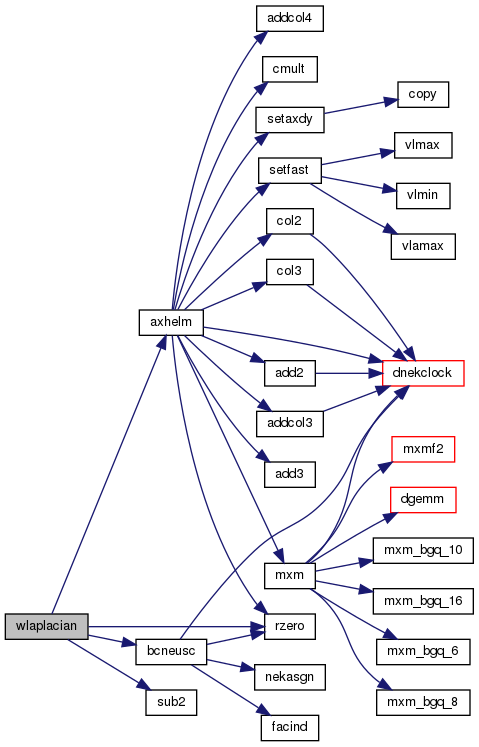 addcol4
cmult
copy
setaxdy
vlmax
setfast
vlmin
col2
vlamax
col3
axhelm
add2
dnekclock
addcol3
mxmf2
add3
dgemm
mxm_bgq_10
mxm
mxm_bgq_16
wlaplacian
rzero
bcneusc
mxm_bgq_6
nekasgn
sub2
mxm_bgq_8
facind